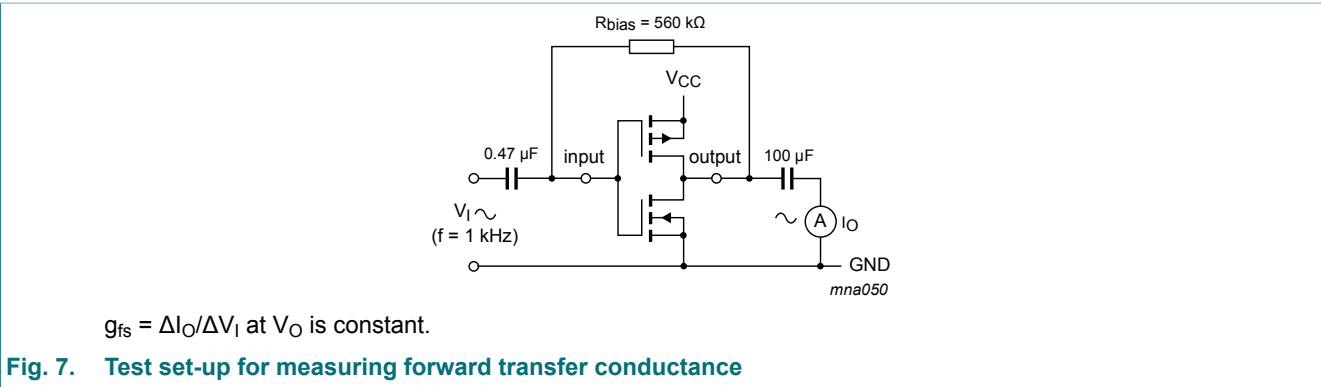 Rbias = 560 kΩ
VCC
0.47 µF
input
output
100 µF
VI
(f = 1 kHz)
A
IO
GND
mna050
gfs = ΔIO/ΔVI at VO is constant.
Fig. 7. Test set-up for measuring forward transfer conductance